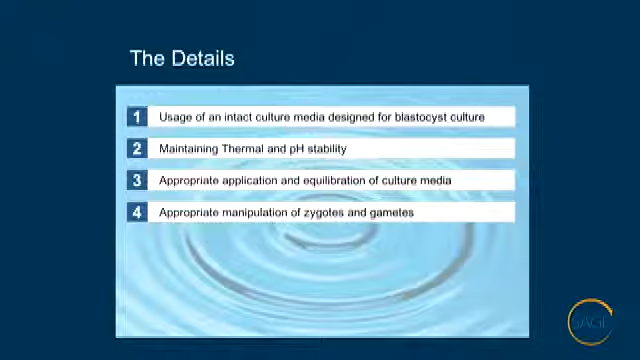 The Details
1 Usage of an intact culture media designed for blastocyst culture
2 Maintaining Thermal and pH stability
3 Appropriate application and equilibration of culture media
4 Appropriate manipulation of zygotes and gametes
SAGE